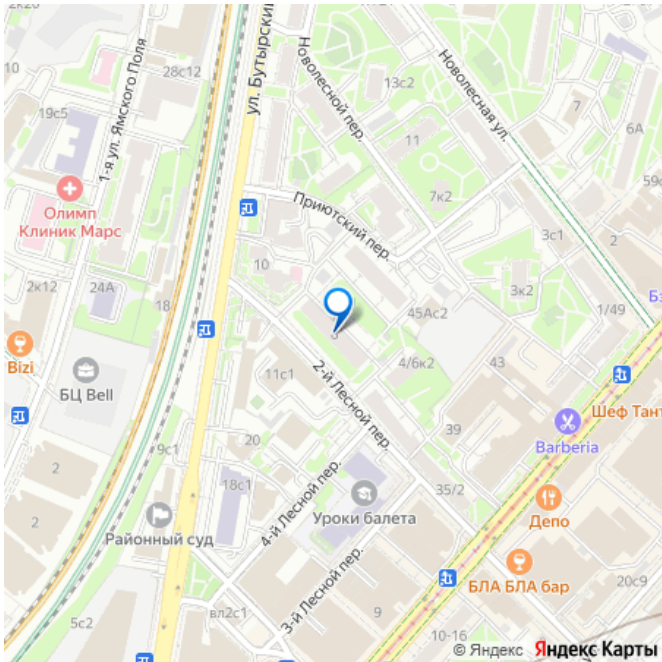 2к20
10
28с12
19с5
1-я ул. Ямского Поля
ул. Бутырский
Новолесной пер.
13с2
Новолесная ул.
7
6А
11
59
Олимп
Клиник Марс
7к2
Приютский пер.
3с1
2
2к12
24А
18
10
3к2
Бэ
1/49
45Ас2
Bizi
БЦ Bell
11с1
2-й Лесной пер.
4/6к2
43
Шеф Тант
39
Barberia
20
9с1
2
18с1
4-й Лесной пер.
35/2
Уроки балета
Депо
2
Районный суд
3-й Лесной пер.
БЛА БЛА бар
20с9
5с2
вл2с1
9
10-16
© Яндекс Яндекс Карты